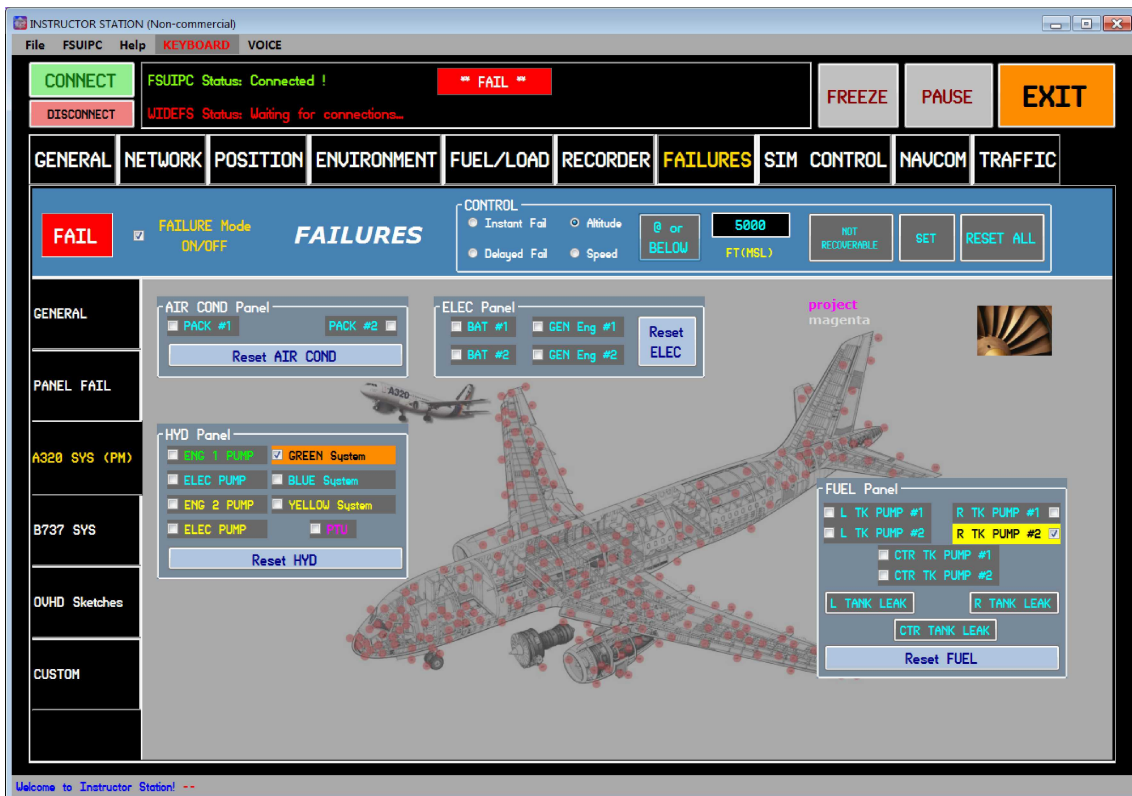 INSTRUCTOR STATION (Non-commercial)
File FSUIPC Help KEYBOARD VOICE
CONNECT
DISCONNECT
FSUIPC Status: Connected !
** FAIL **
WIDEFS Status: Waiting for connections...
FREEZE
PAUSE
EXIT
GENERAL NETWORK POSITION ENVIRONMENT FUEL/LOAD RECORDER FAILURES SIM CONTROL NAVCOM TRAFFIC
FAIL
FAILURE Mode
ON/OFF
FAILURES
CONTROL
Instant Fail Altitude
Delayed Fail Speed
@ or
BELOW
5000
FT(MSL)
NOT
RECOVERABLE
SET
RESET ALL
GENERAL
PANEL FAIL
A320 SYS (PM)
B737 SYS
OVHD Sketches
CUSTOM
AIR COND Panel
PACK #1 PACK #2
Reset AIR COND
ELEC Panel
BAT #1 GEN Eng #1
BAT #2 GEN Eng #2
Reset
ELEC
project
magenta
A320
HYD Panel
ENG 1 PUMP GREEN System
ELEC PUMP BLUE System
ENG 2 PUMP YELLOW System
ELEC PUMP PTU
Reset HYD
FUEL Panel
L TK PUMP #1 R TK PUMP #1
L TK PUMP #2 R TK PUMP #2
CTR TK PUMP #1
CTR TK PUMP #2
L TANK LEAK R TANK LEAK
CTR TANK LEAK
Reset FUEL
Welcome to Instructor Station! --